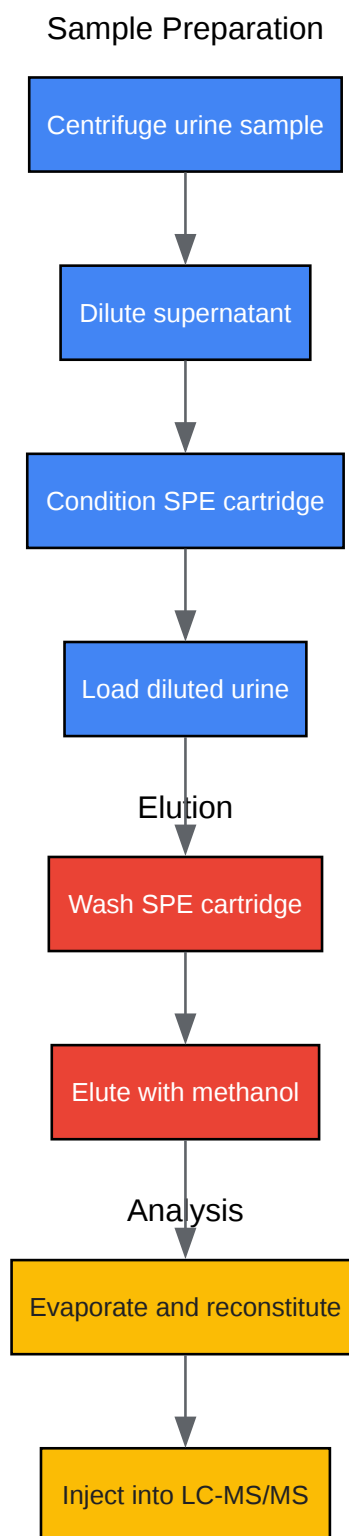 Sample Preparation
Centrifuge urine sample
Dilute supernatant
Condition SPE cartridge
Load diluted urine
Elution
Wash SPE cartridge
Elute with methanol
Analysis
Evaporate and reconstitute
Inject into LC-MS/MS